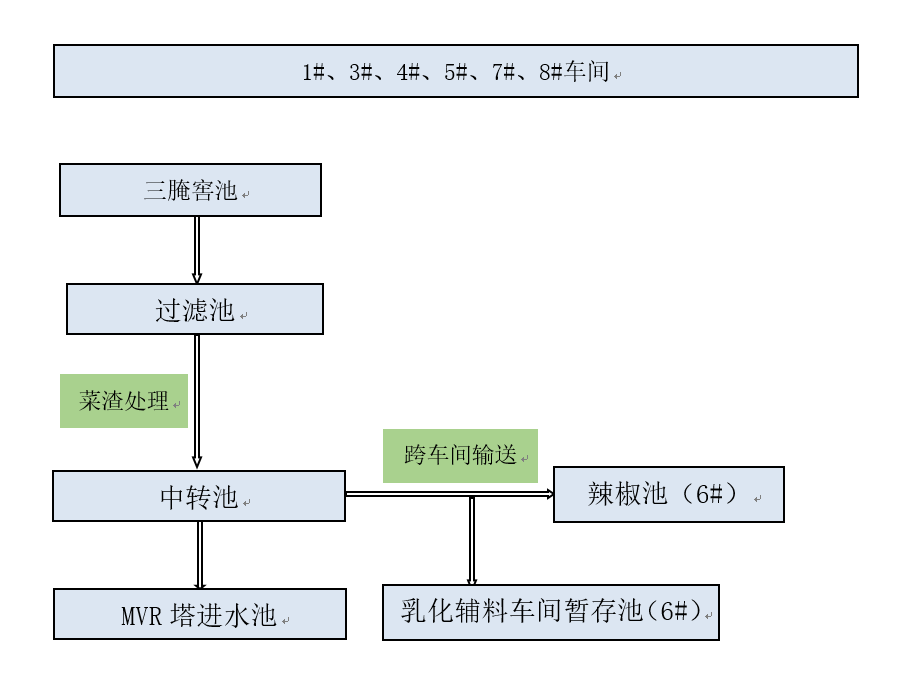 1#、3#、4#、5#、7#、8#车间
三腌窖池
过滤池
菜渣处理
跨车间输送
中转池
辣椒池（6#）
MVR 塔进水池
乳化辅料车间暂存池（6#）